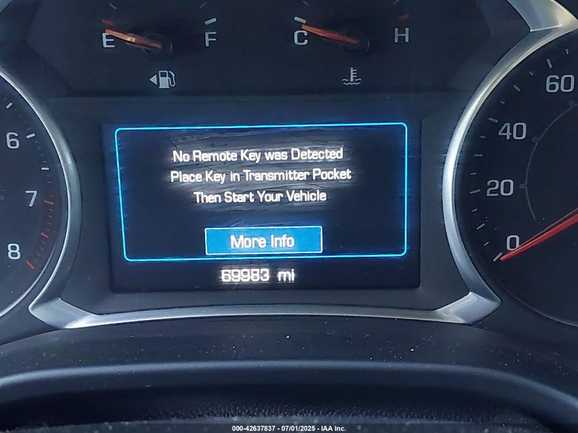 E F C H
6
7
8
No Remote Key was Detected
Place Key in Transmitter Pocket
Then Start Your Vehicle
More Info
69983 mi
60
40
20
0
000-42637837 - 07/01/2025 - IAA Inc.